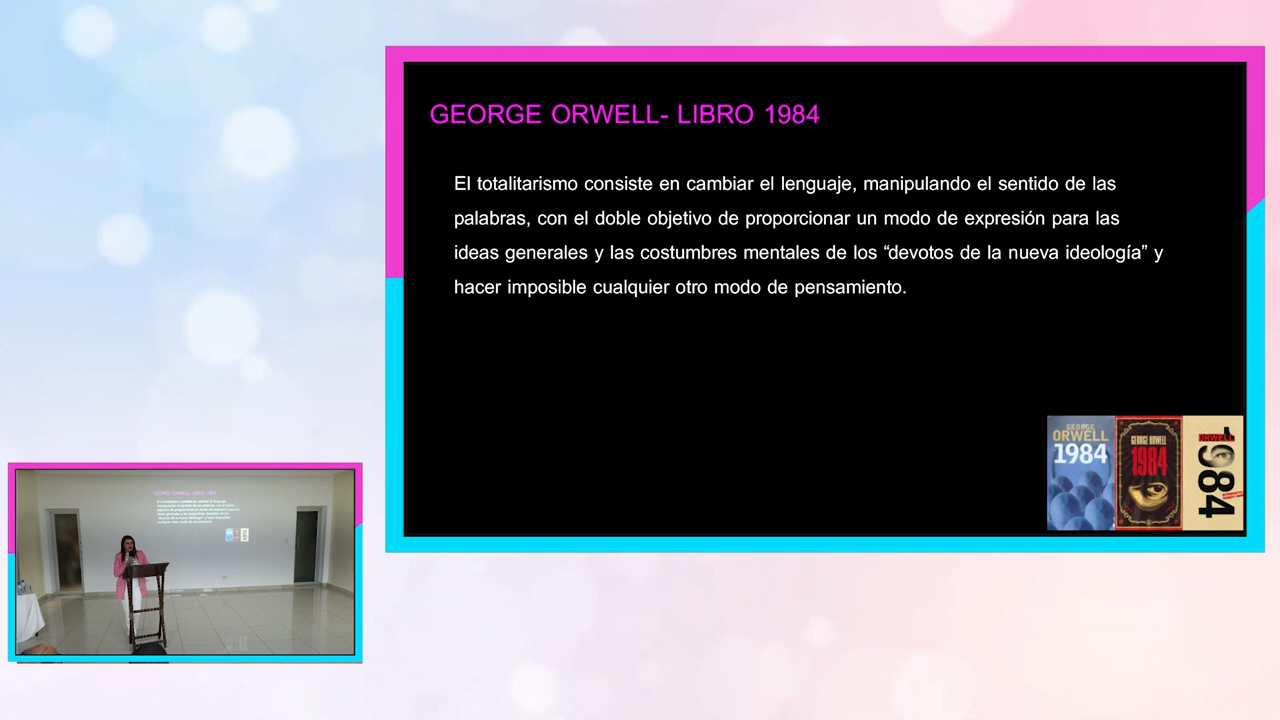 GEORGE ORWELL- LIBRO 1984
El totalitarismo consiste en cambiar el lenguaje, manipulando el sentido de las
palabras, con el doble objetivo de proporcionar un modo de expresión para las
ideas generales y las costumbres mentales de los “devotos de la nueva ideología” y
hacer imposible cualquier otro modo de pensamiento.
GEORGE
ORWELL
1984
GEORGE ORWELL
1984
ORWELL
1984